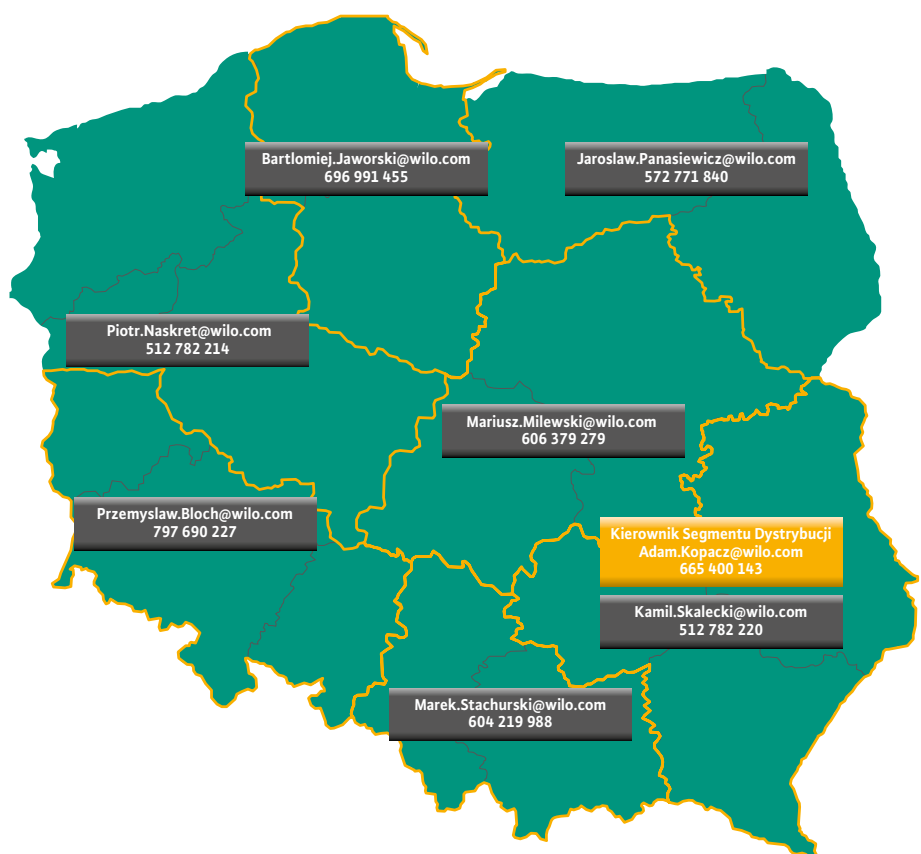 Bartlomiej.Jaworski@wilo.com
696 991 455
Jaroslaw.Panasiewicz@wilo.com
572 771 840
Piotr.Naskret@wilo.com
512 782 214
Mariusz.Milewski@wilo.com
606 379 279
Przemyslaw.Bloch@wilo.com
797 690 227
Kierownik Segmentu Dystrybucji
Adam.Kopacz@wilo.com
665 400 143
Kamil.Skalecki@wilo.com
512 782 220
Marek.Stachurski@wilo.com
604 219 988